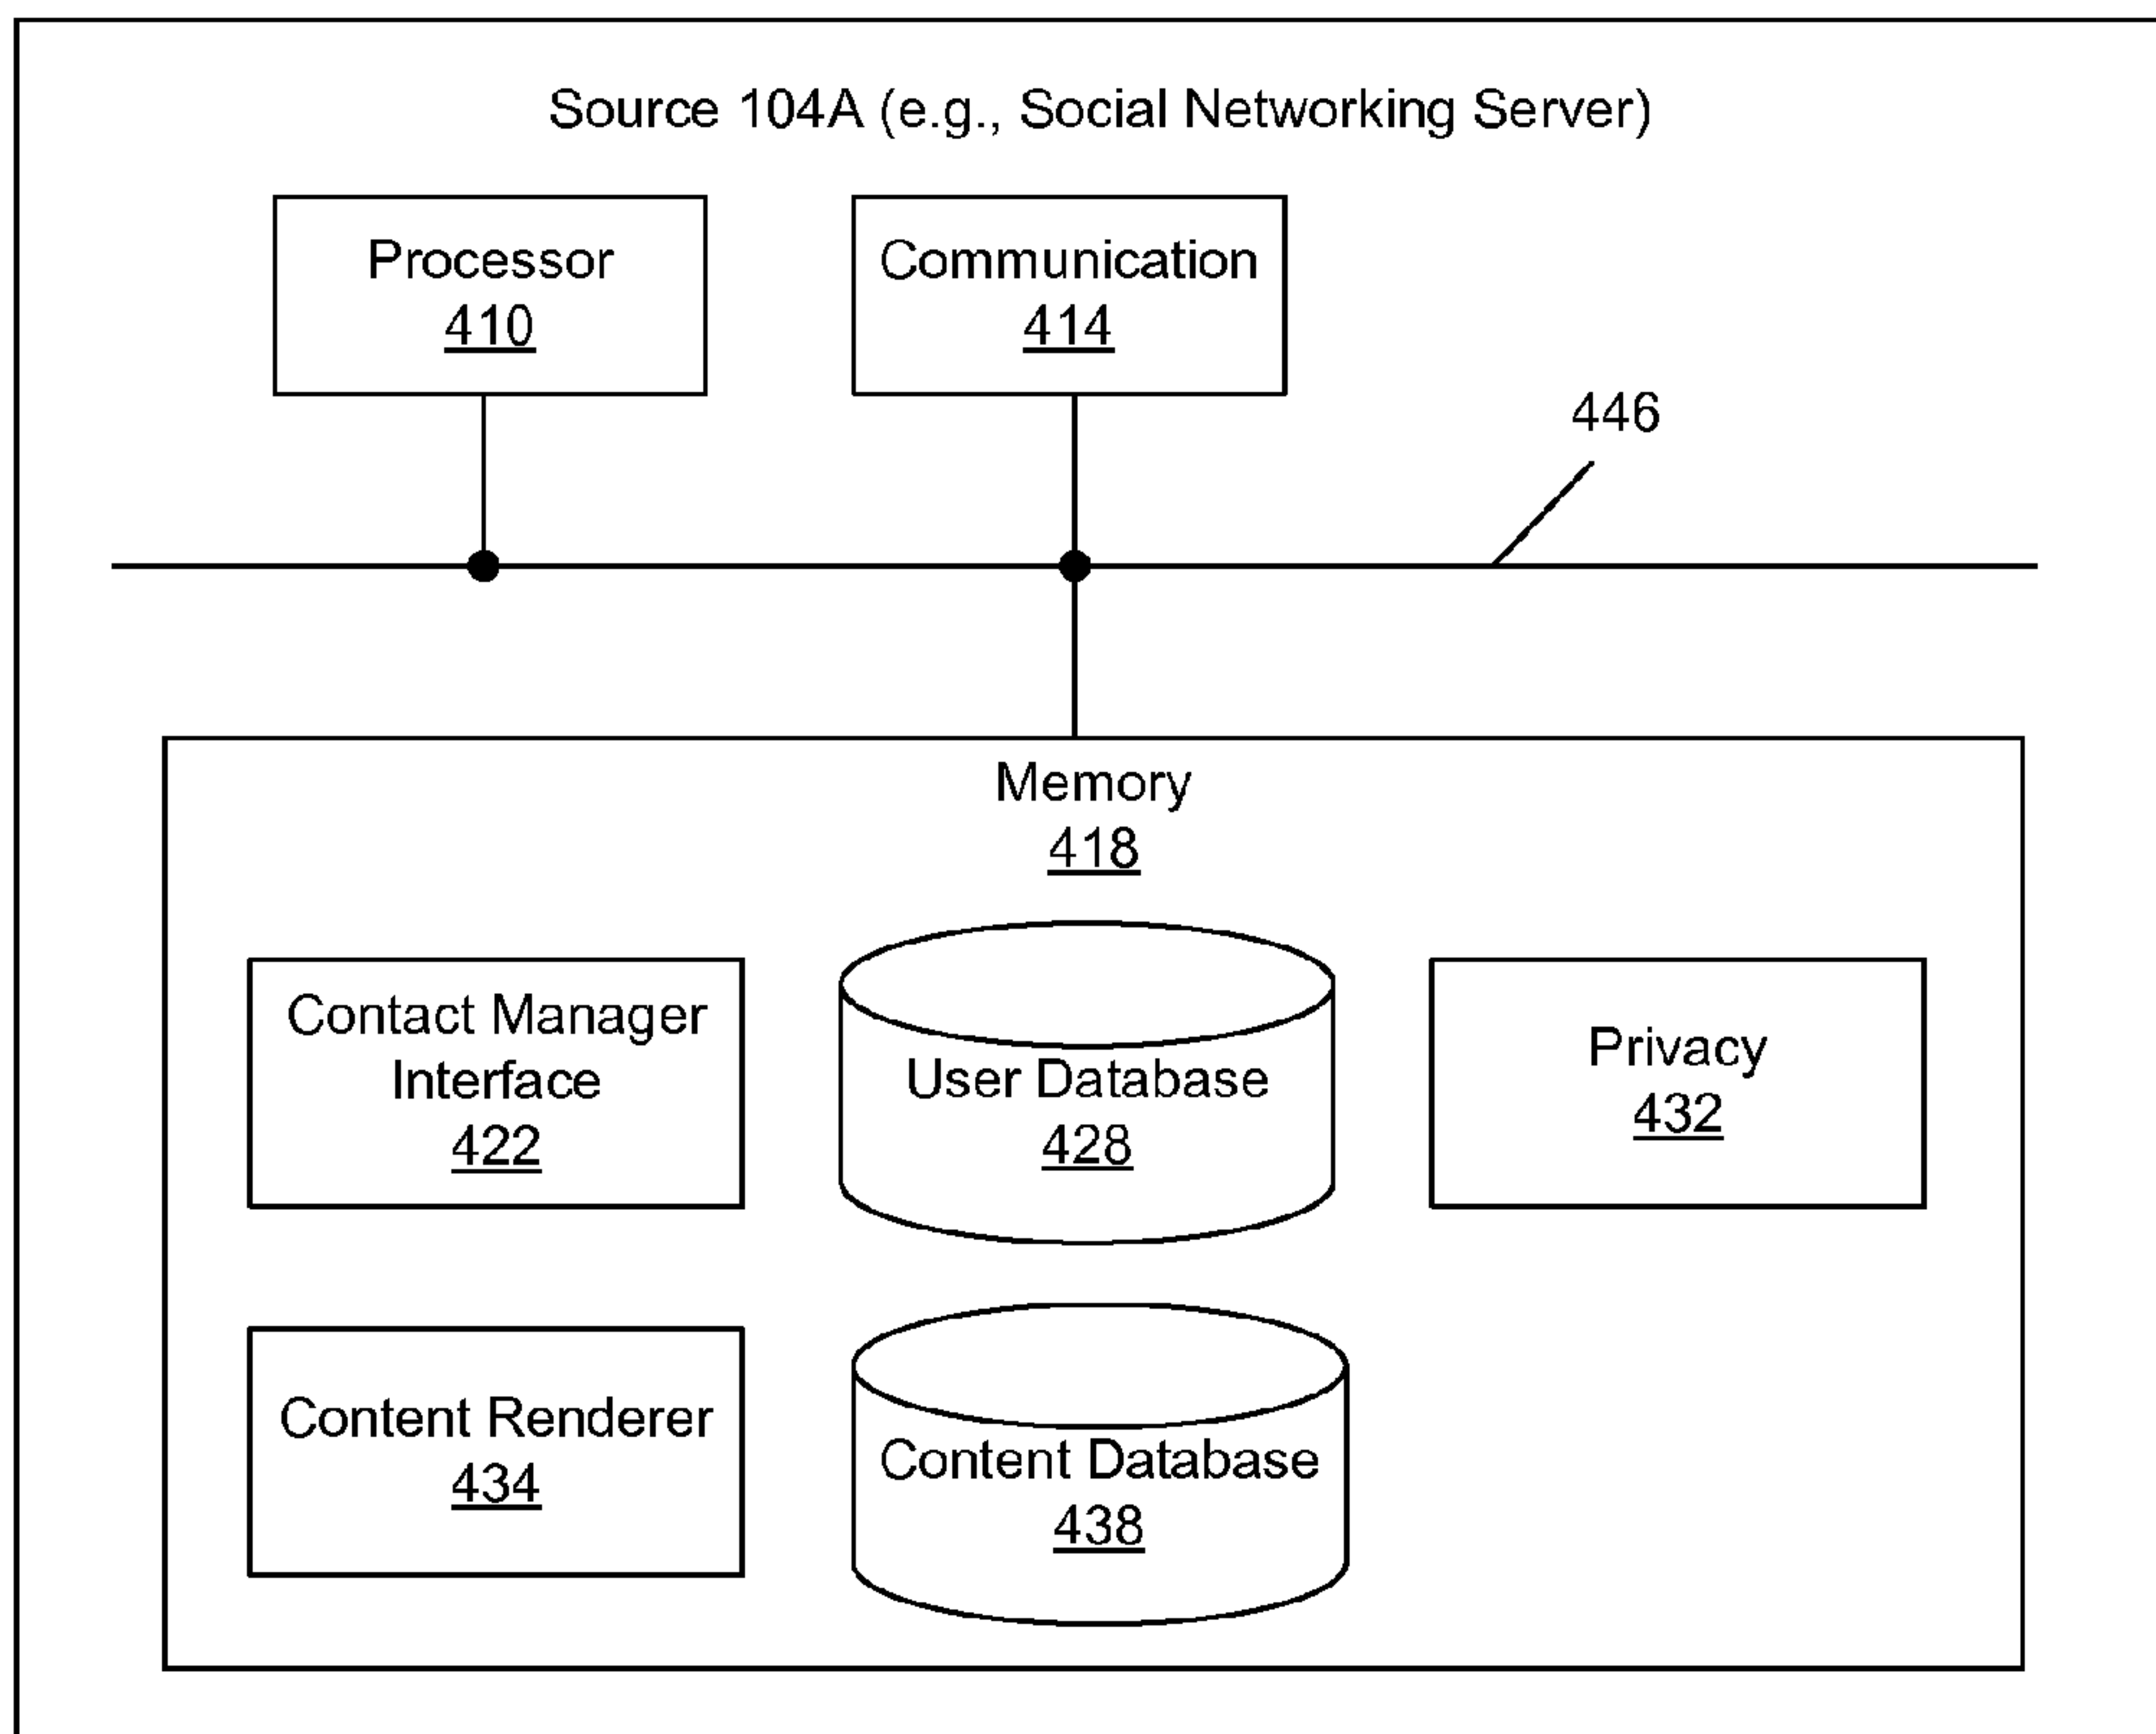 Source 104A (e.g., Social Networking Server)
Processor
410
Communication
414
446
Memory
418
Contact Manager
Interface
422
User Database
428
Privacy
432
Content Renderer
434
Content Database
438